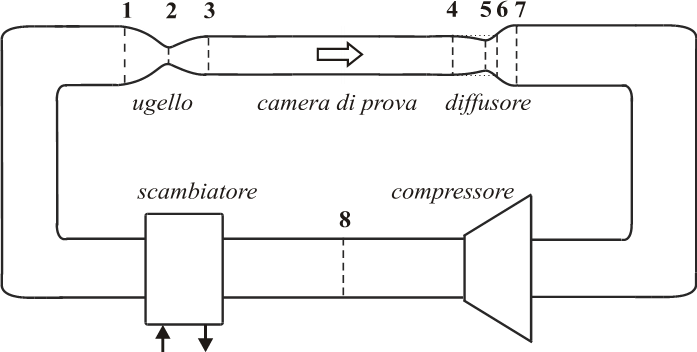 1 2 3 4 5 6 7
ugello camera di prova diffusore
scambiatore compressore
8